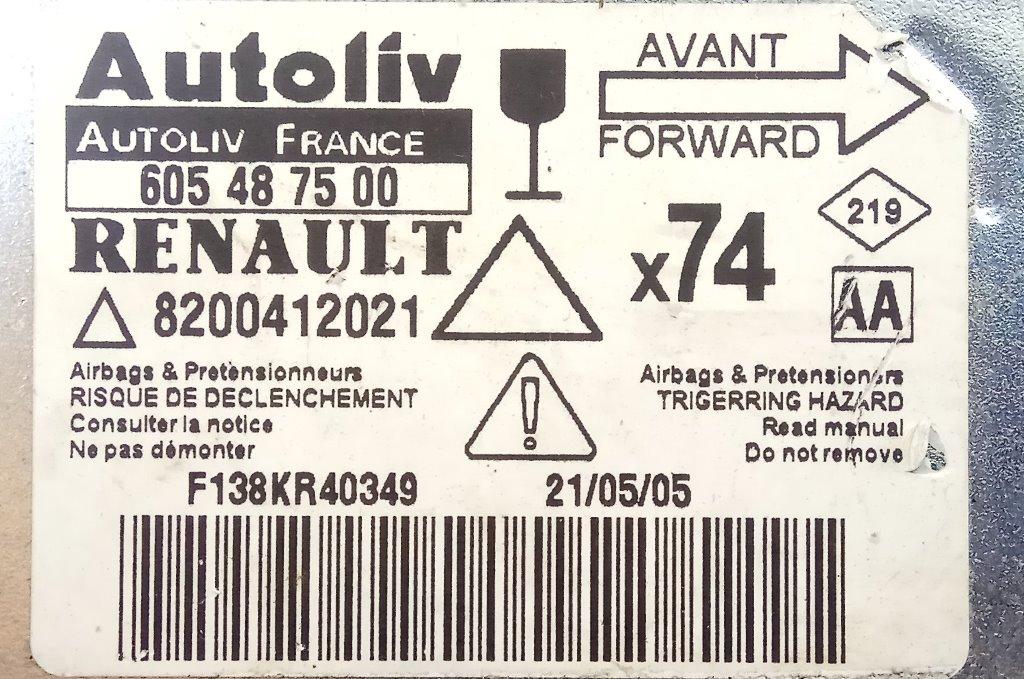 Autoliv
AUTOLIV FRANCE
605 48 75 00
RENAULT
8200412021
AVANT
FORWARD
x74
219
AA
Airbags & Pretensionneurs
RISQUE DE DECLENCHEMENT
Consulter la notice
Ne pas démonter
!
Airbags & Pretensioners
TRIGERRING HAZARD
Read manual
Do not remove
F138KR40349
21/05/05